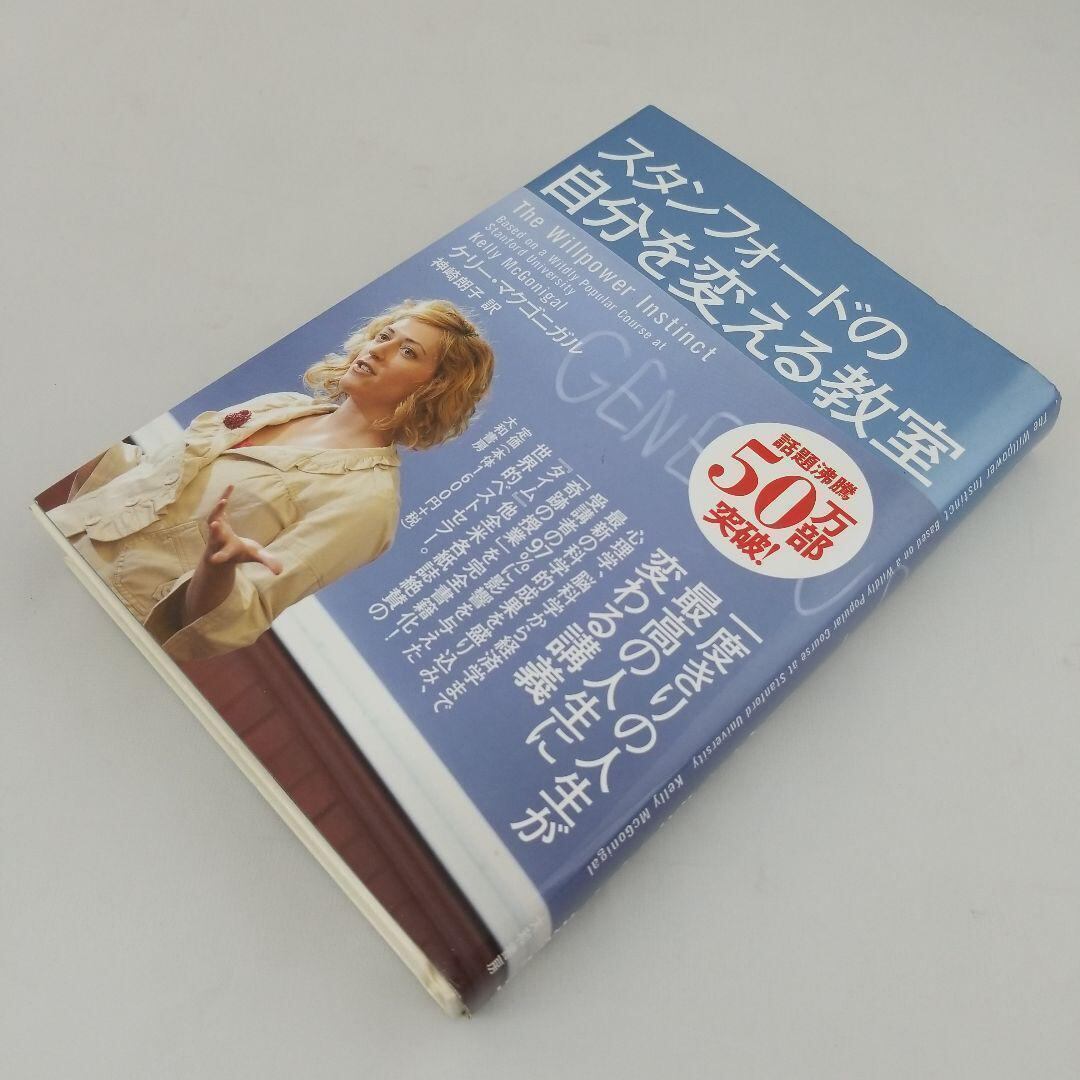 スタンフォードの
自分を変える教室
The Willpower Instinct
Based on a Wildly Popular Course at
Stanford University
Kelly McGonigal
ケリー・マクゴニガル
神崎朗子 訳
GENE
話題沸騰
50万部
突破!
一度きりの人生が
最高の人生に
変わる講義
心理学、脳科学から経済学まで
最新の科学的成果を盛り込み、
受講者の97%に影響を与えた
「奇跡の授業」を完全書籍化!
『タイム』他全米各紙誌絶賛の
世界的ベストセラー。
定価(本体1600円+税)
大和書房
The Willpower Instinct Based on a Wildly Popular Course at Stanford University Kelly McGonigal